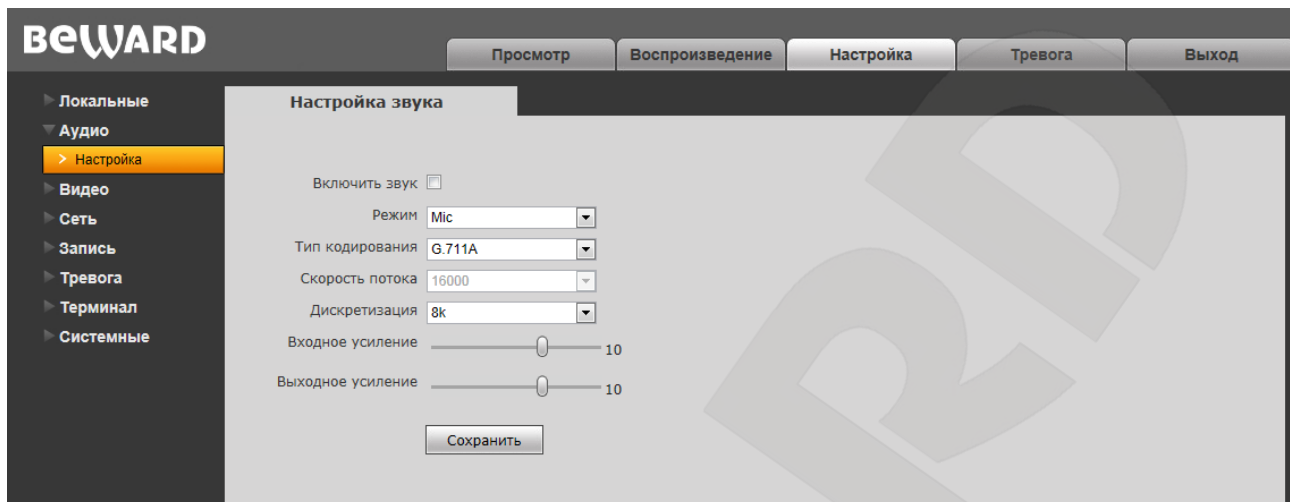 BEWARD
Просмотр Воспроизведение Настройка Тревога Выход
Локальные
Аудио
> Настройка
Видео
Сеть
Запись
Тревога
Терминал
Системные
Настройка звука
Включить звук
Режим Mic
Тип кодирования G.711A
Скорость потока 16000
Дискретизация 8k
Входное усиление 10
Выходное усиление 10
Сохранить
RD